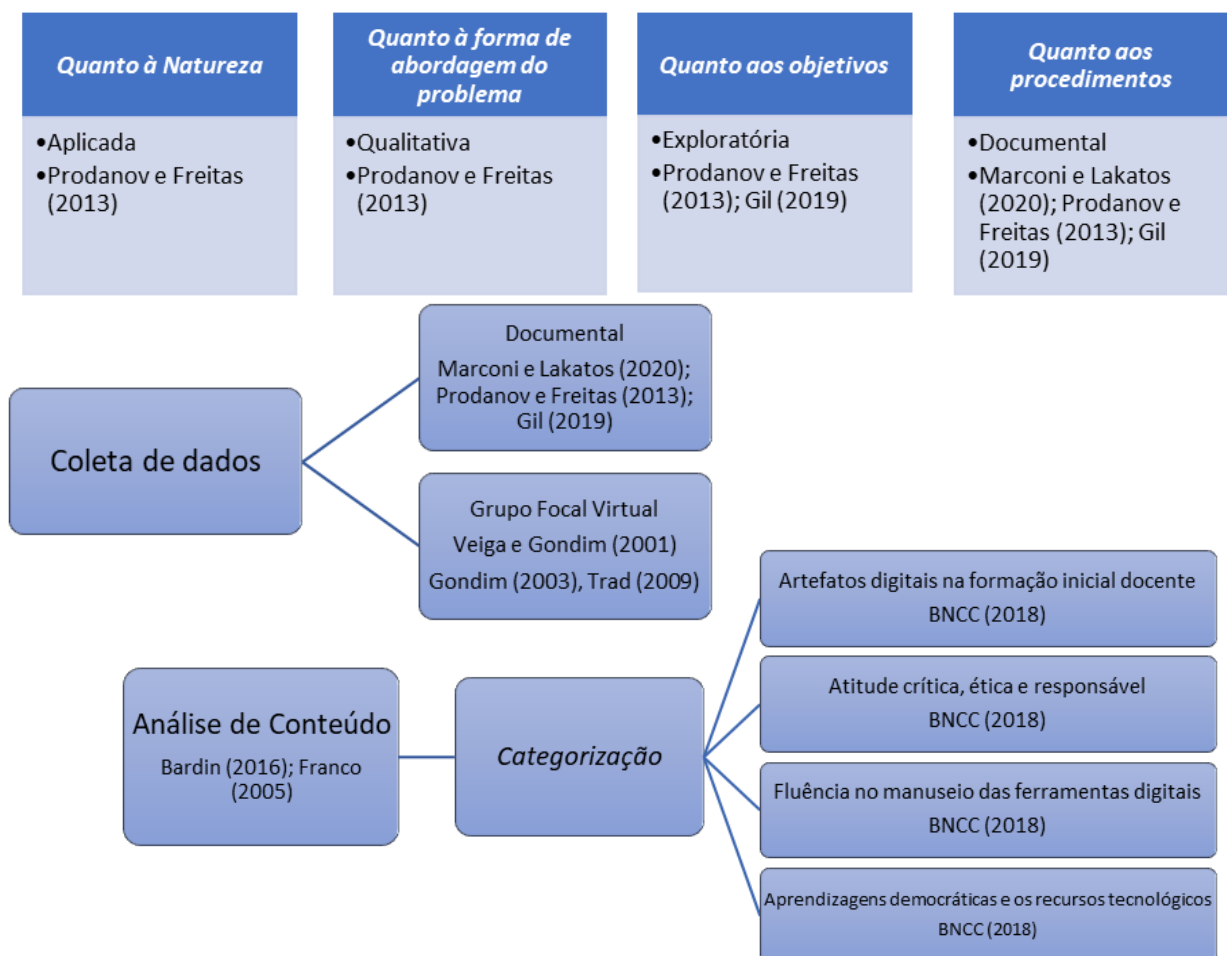 Quanto à Natureza
•Aplicada
•Prodanov e Freitas
(2013)
Quanto à forma de
abordagem do
problema
•Qualitativa
•Prodanov e Freitas
(2013)
Quanto aos objetivos
•Exploratória
•Prodanov e Freitas
(2013); Gil (2019)
Quanto aos
procedimentos
•Documental
•Marconi e Lakatos
(2020); Prodanov e
Freitas (2013); Gil
(2019)
Coleta de dados
Documental
Marconi e Lakatos (2020);
Prodanov e Freitas (2013);
Gil (2019)
Grupo Focal Virtual
Veiga e Gondim (2001)
Gondim (2003), Trad (2009)
Análise de Conteúdo
Bardin (2016); Franco
(2005)
Categorização
Artefatos digitais na formação inicial docente
BNCC (2018)
Atitude crítica, ética e responsável
BNCC (2018)
Fluência no manuseio das ferramentas digitais
BNCC (2018)
Aprendizagens democráticas e os recursos tecnológicos
BNCC (2018)